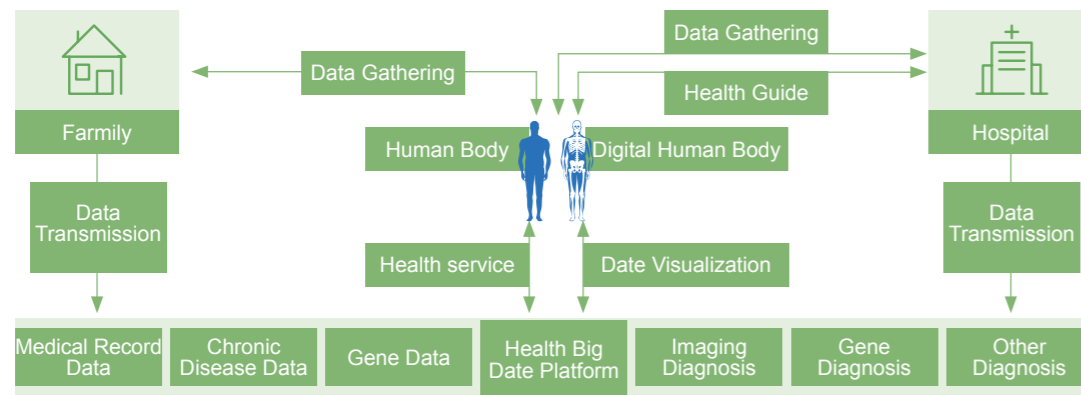 Data Gathering
Data Gathering
Health Guide
Farmily
Hospital
Human Body
Digital Human Body
Data
Transmission
Data
Transmission
Health service
Date Visualization
Medical Record
Data
Chronic
Disease Data
Gene Data
Health Big
Date Platform
Imaging
Diagnosis
Gene
Diagnosis
Other
Diagnosis